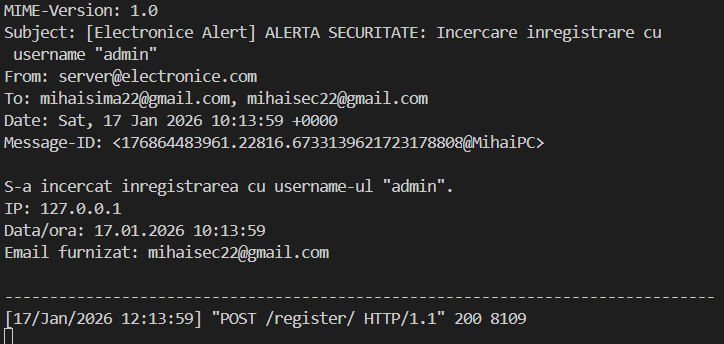 MIME-Version: 1.0
Subject: [Electronice Alert] ALERTA SECURITATE: Incercare inregistrare cu
 username "admin"
From: server@electronice.com
To: mihaisima22@gmail.com, mihaisec22@gmail.com
Date: Sat, 17 Jan 2026 10:13:59 +0000
Message-ID: <176864483961.22816.6733139621723178808@MihaiPC>

S-a incercat inregistrarea cu username-ul "admin".
IP: 127.0.0.1
Data/ora: 17.01.2026 10:13:59
Email furnizat: mihaisec22@gmail.com

-------------------------------------------------------------------------------
[17/Jan/2026 12:13:59] "POST /register/ HTTP/1.1" 200 8109